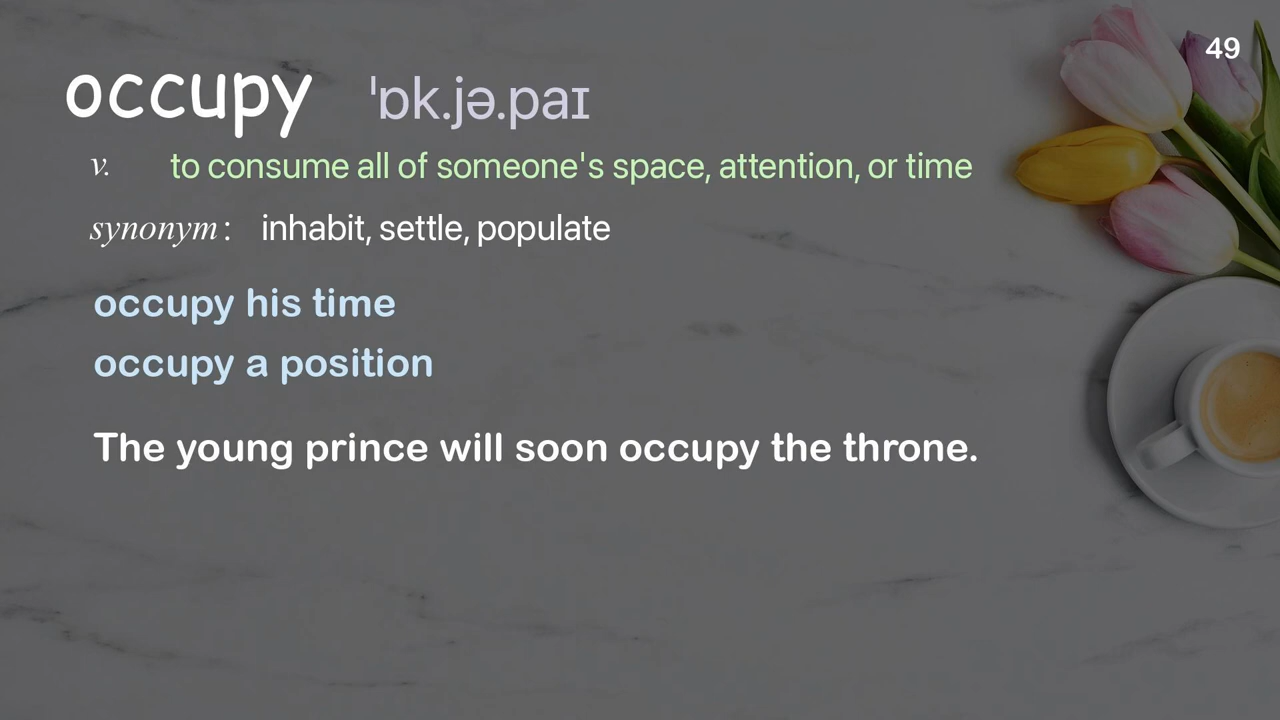 49
occupy ˈɒk.jə.paɪ
v. to consume all of someone's space, attention, or time
synonym: inhabit, settle, populate
occupy his time
occupy a position
The young prince will soon occupy the throne.